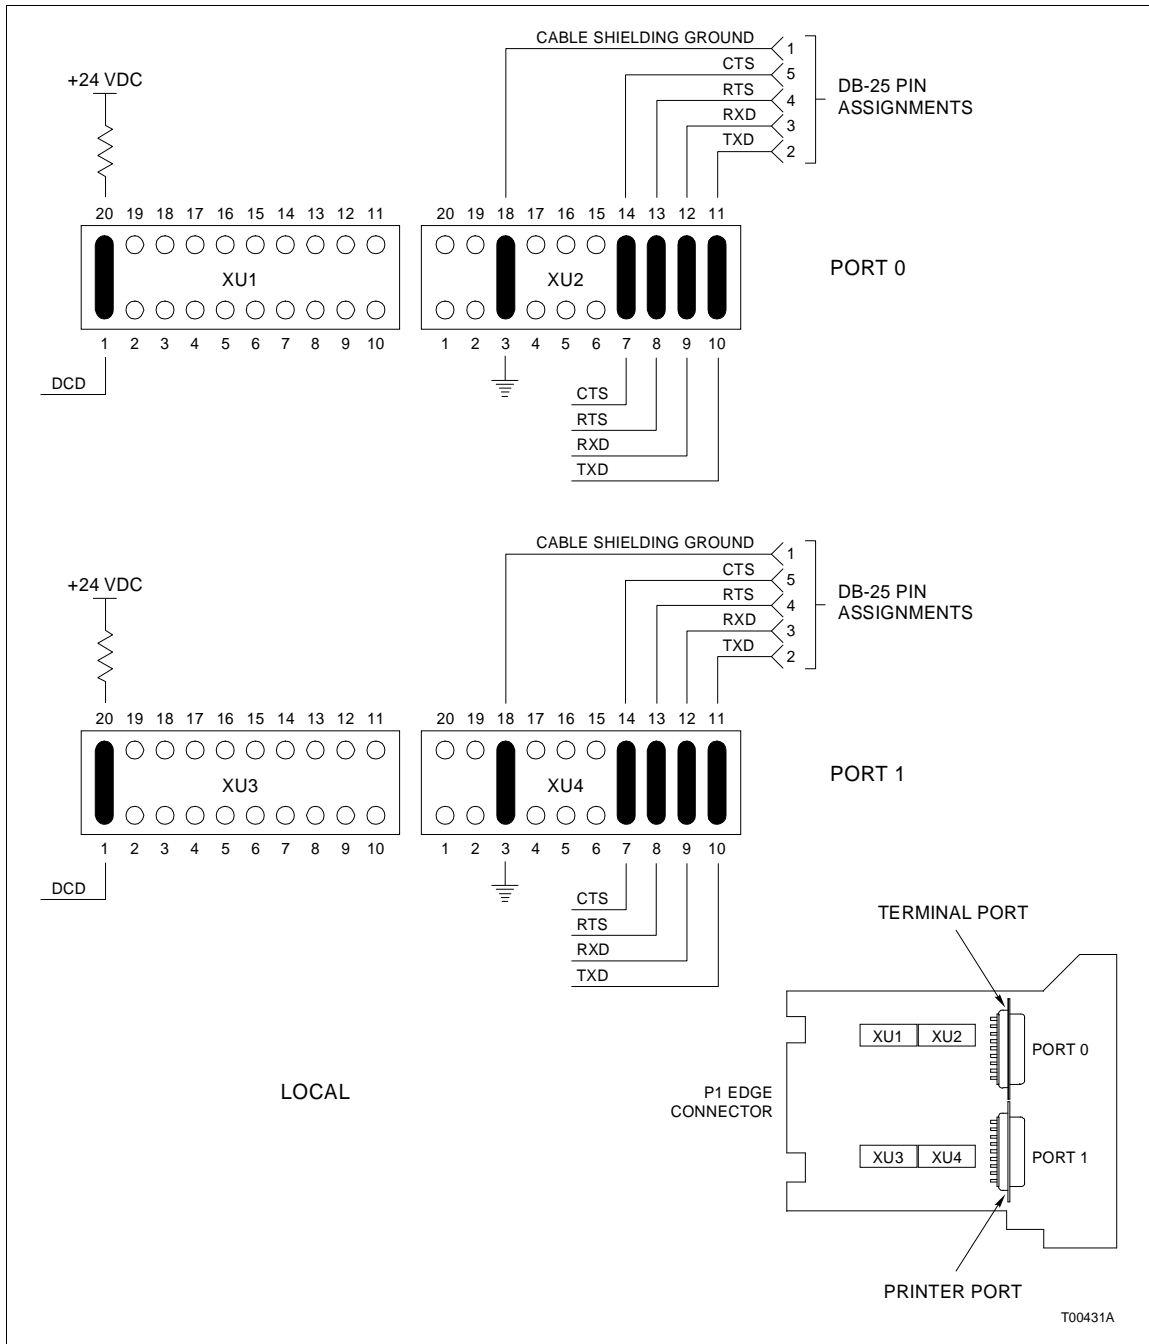 CABLE SHIELDING GROUND 1
+24 VDC
CTS 5
RTS 4
RXD 3
TXD 2
DB-25 PIN
ASSIGNMENTS
20 19 18 17 16 15 14 13 12 11
20 19 18 17 16 15 14 13 12 11
XU1
XU2
PORT 0
1 2 3 4 5 6 7 8 9 10
1 2 3 4 5 6 7 8 9 10
DCD
CTS
RTS
RXD
TXD
CABLE SHIELDING GROUND 1
+24 VDC
CTS 5
RTS 4
RXD 3
TXD 2
DB-25 PIN
ASSIGNMENTS
20 19 18 17 16 15 14 13 12 11
20 19 18 17 16 15 14 13 12 11
XU3
XU4
PORT 1
1 2 3 4 5 6 7 8 9 10
1 2 3 4 5 6 7 8 9 10
DCD
CTS
RTS
RXD
TXD
TERMINAL PORT
XU1 XU2
PORT 0
LOCAL
P1 EDGE
CONNECTOR
XU3 XU4
PORT 1
PRINTER PORT
T00431A